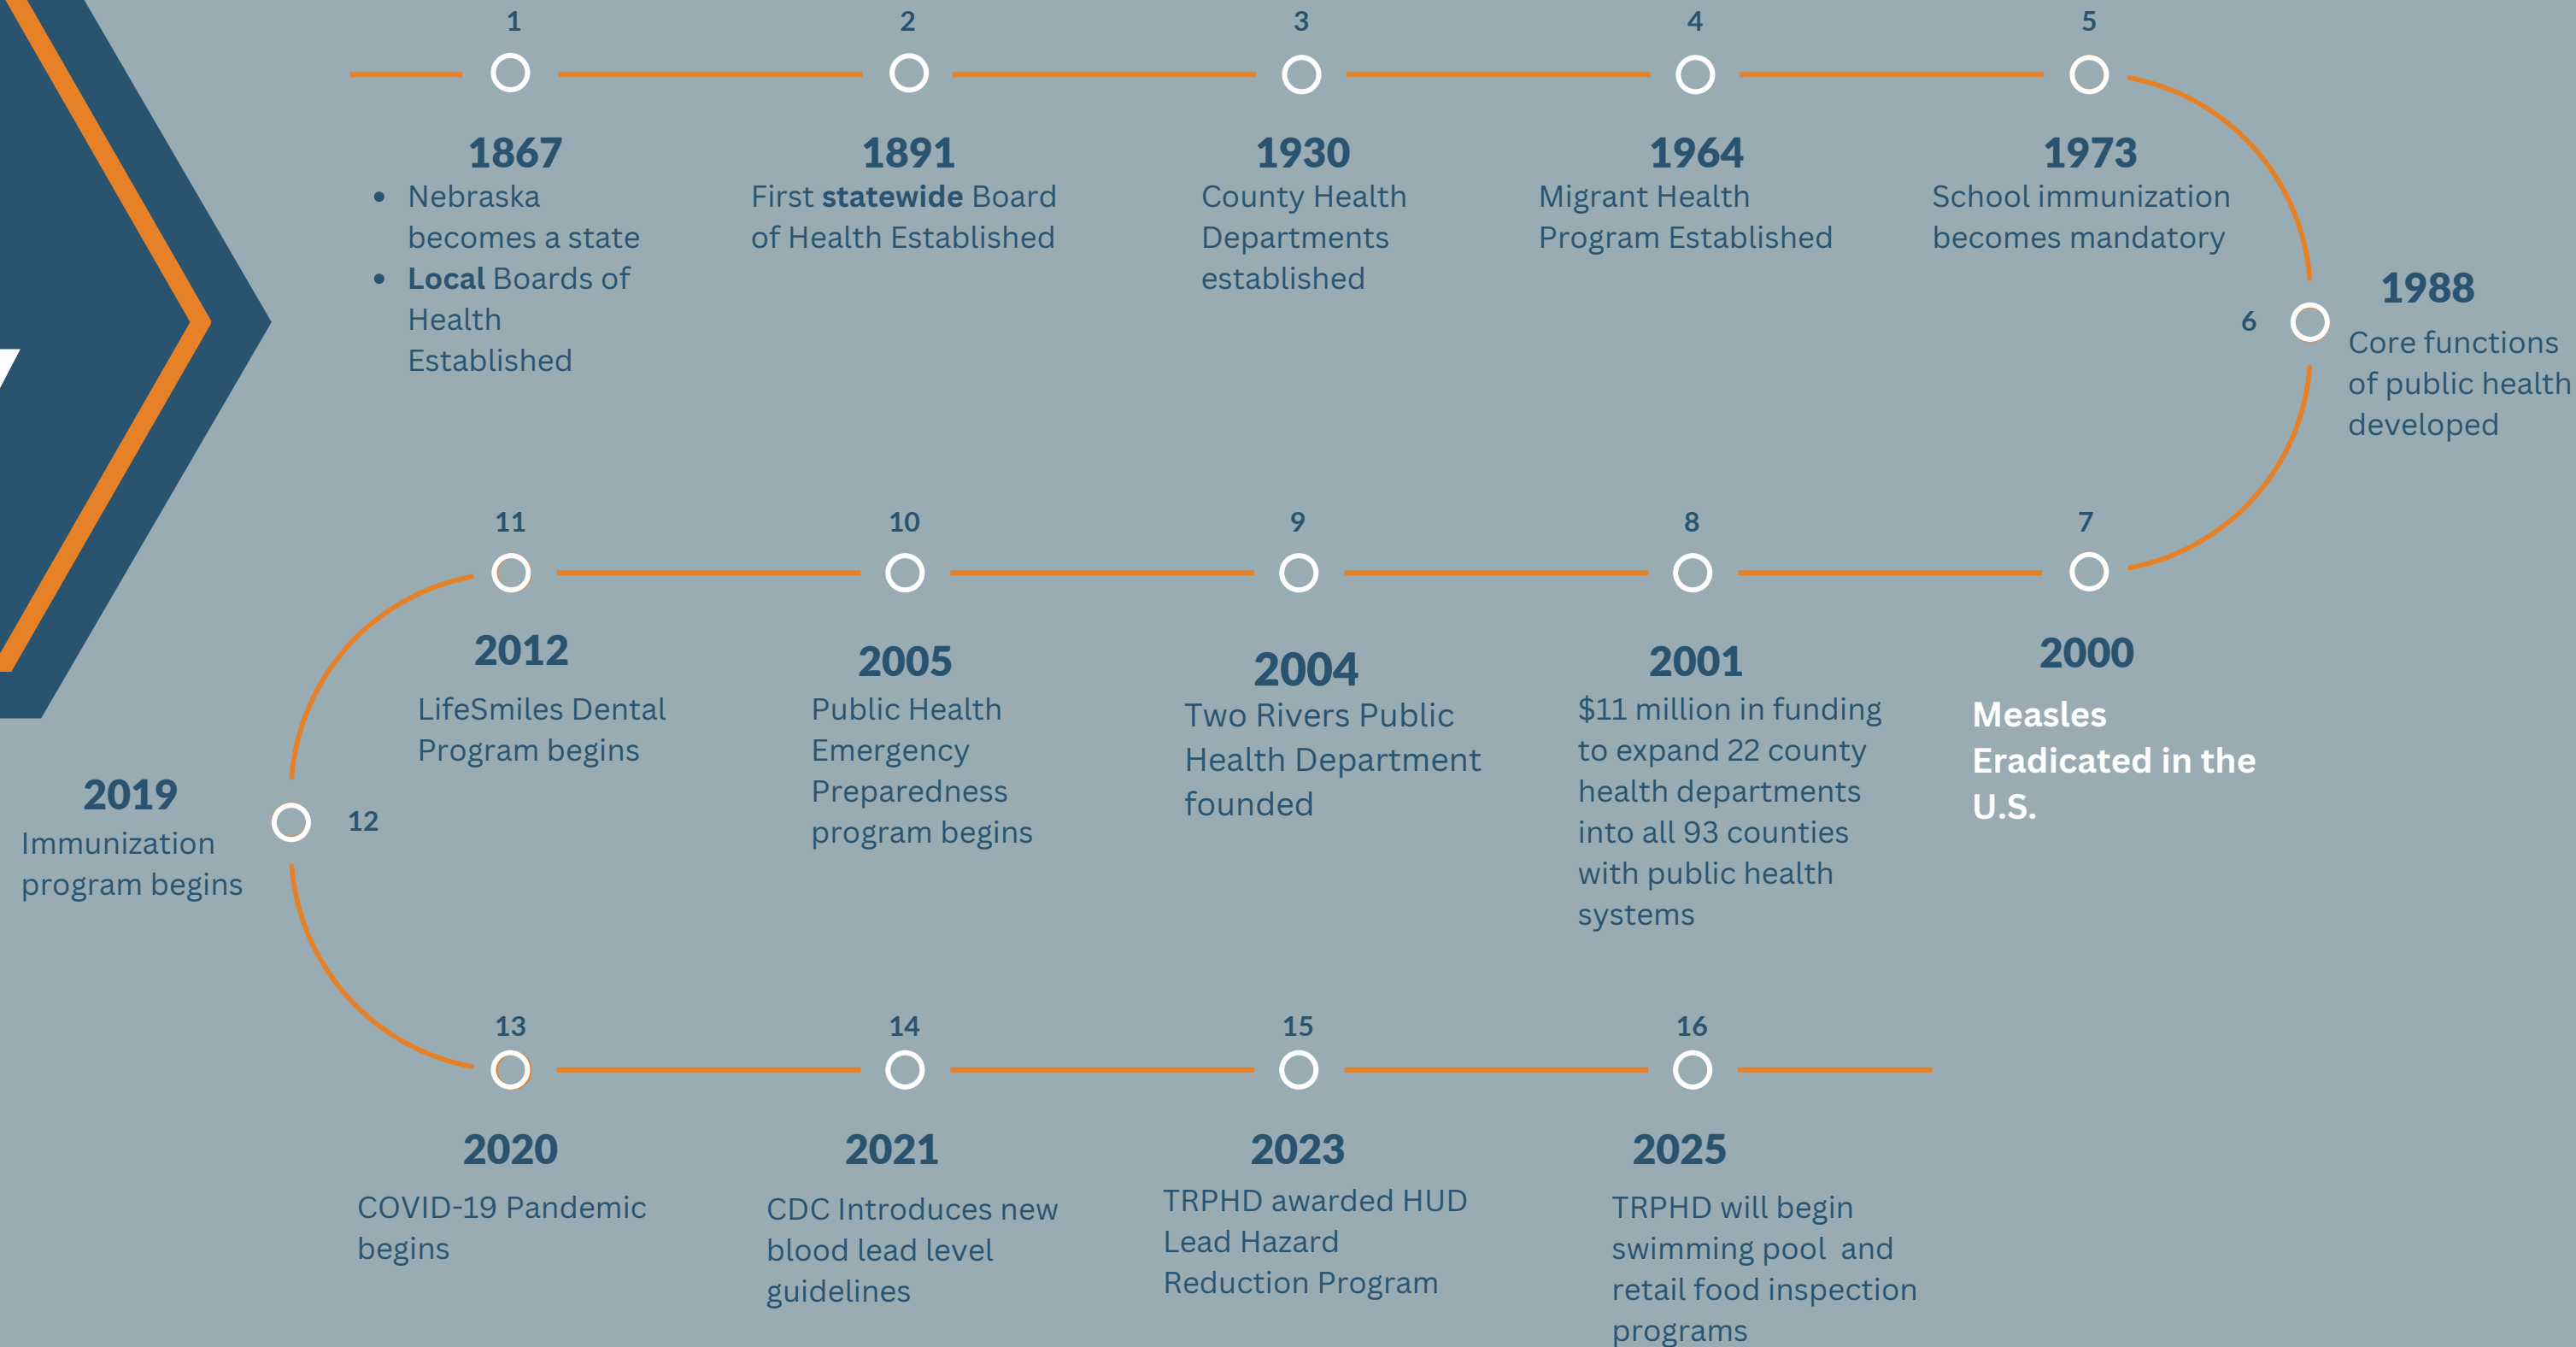 1
1867
• Nebraska
becomes a state
• Local Boards of
Health
Established
2
1891
First statewide Board
of Health Established
3
1930
County Health
Departments
established
4
1964
Migrant Health
Program Established
5
1973
School immunization
becomes mandatory
6
1988
Core functions
of public health
developed
7
2000
Measles
Eradicated in the
U.S.
8
2001
$11 million in funding
to expand 22 county
health departments
into all 93 counties
with public health
systems
9
2004
Two Rivers Public
Health Department
founded
10
2005
Public Health
Emergency
Preparedness
program begins
11
2012
LifeSmiles Dental
Program begins
12
2019
Immunization
program begins
13
2020
COVID-19 Pandemic
begins
14
2021
CDC Introduces new
blood lead level
guidelines
15
2023
TRPHD awarded HUD
Lead Hazard
Reduction Program
16
2025
TRPHD will begin
swimming pool  and
retail food inspection
programs